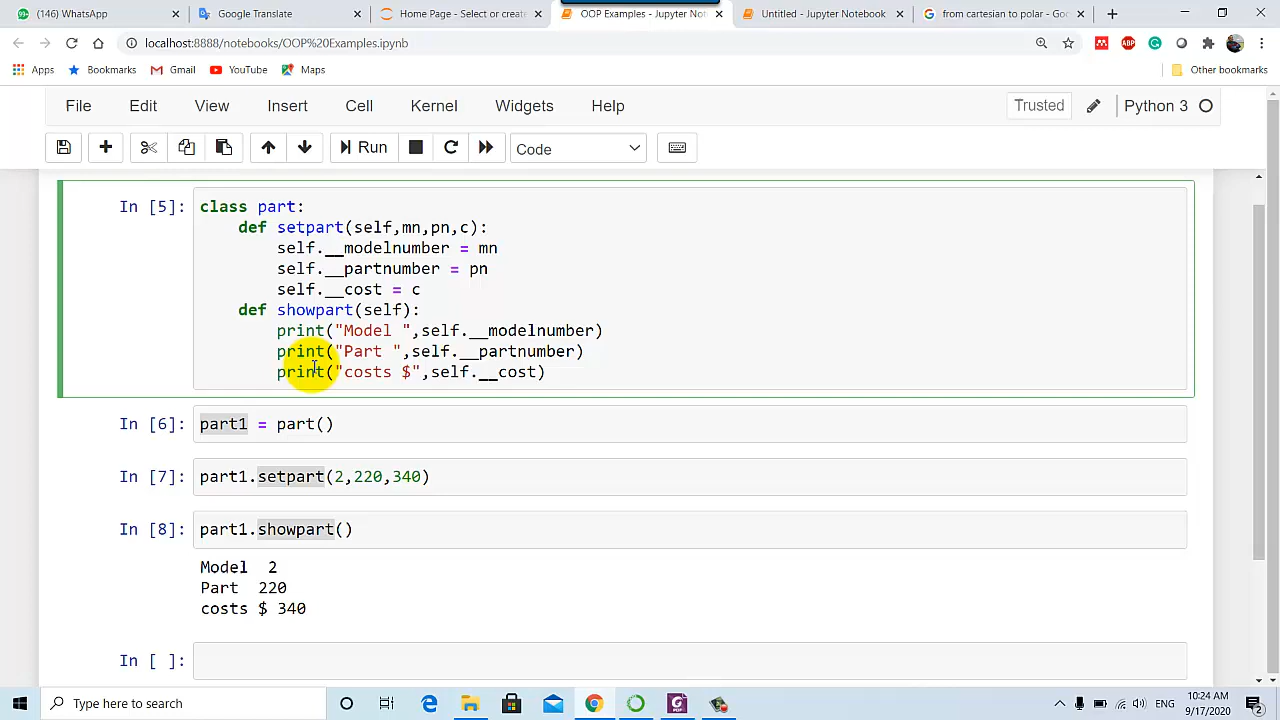 (146) WhatsApp
Google Translate
Home Page - Select or create
OOP Examples - Jupyter Note
Untitled - Jupyter Notebook
from cartesian to polar - Goo
localhost:8888/notebooks/OOP%20Examples.ipynb
ABP
Apps
Bookmarks
Gmail
YouTube
Maps
Other bookmarks
File Edit View Insert Cell Kernel Widgets Help
Trusted
Python 3
Run
Code
In [5]: class part:
def setpart(self,mn,pn,c):
self.__modelnumber = mn
self.__partnumber = pn
self.__cost = c
def showpart(self):
print("Model ",self.__modelnumber)
print("Part ",self.__partnumber)
print("costs $",self.__cost)
In [6]: part1 = part()
In [7]: part1.setpart(2,220,340)
In [8]: part1.showpart()
Model  2
Part  220
costs $ 340
In [ ]:
Type here to search
ENG
10:24 AM
9/17/2020
2